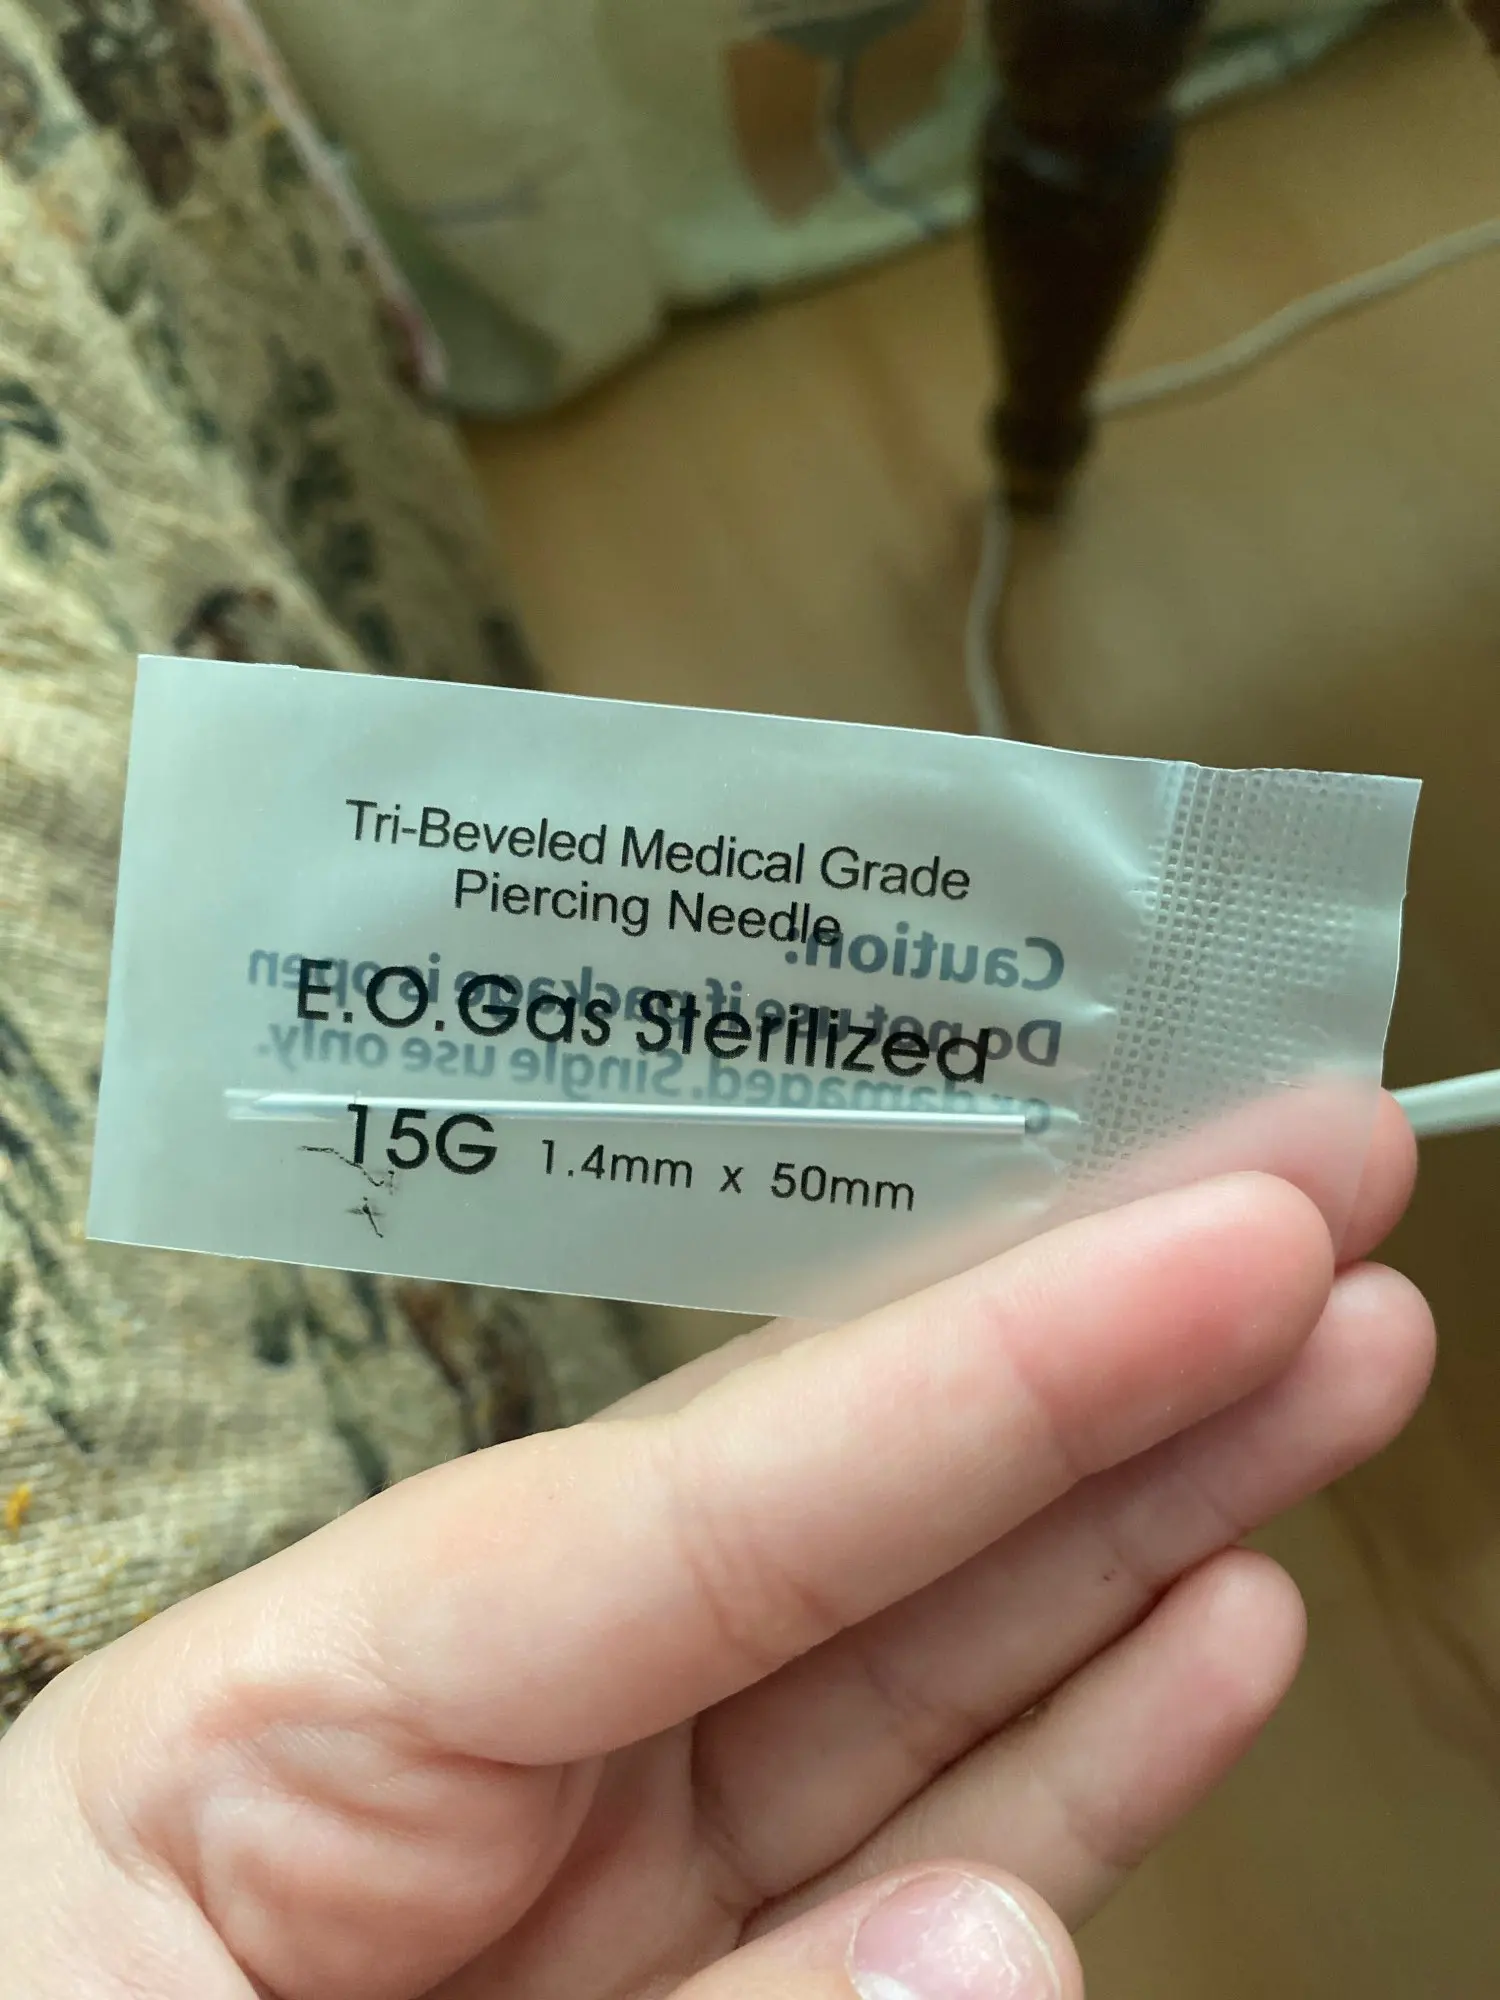 Tri-Beveled Medical Grade
Piercing Needle
E.O.Gas Sterilized
15G 1.4mm x 50mm
Caution:
Do not use if package is open
or damaged. Single use only.